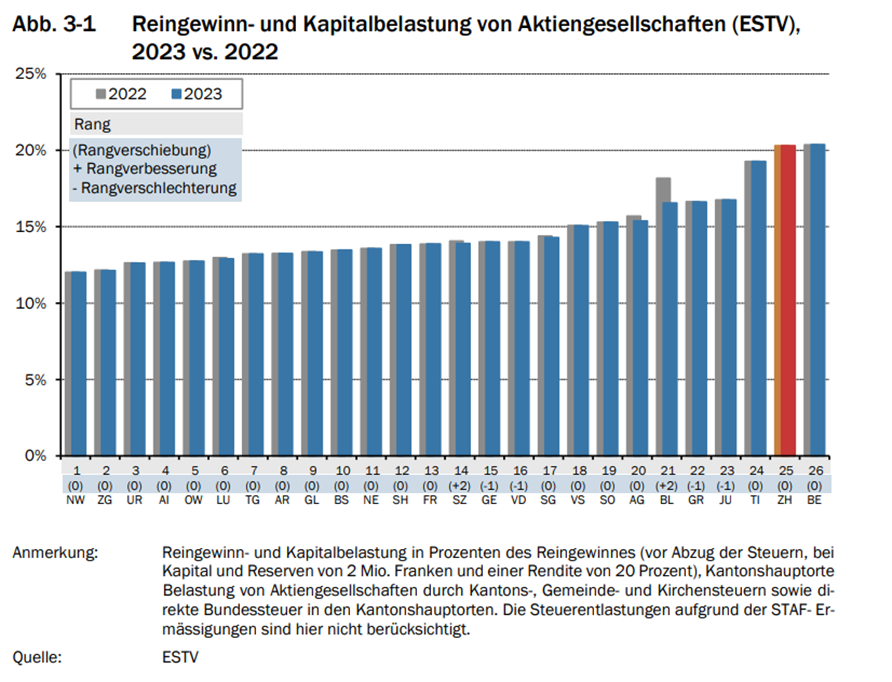 Abb. 3-1 Reingewinn- und Kapitalbelastung von Aktiengesellschaften (ESTV),
2023 vs. 2022
25%
2022 2023
Rang
20%
(Rangverschiebung)
+ Rangverbesserung
- Rangverschlechterung
15%
10%
5%
0%
1 2 3 4 5 6 7 8 9 10 11 12 13 14 15 16 17 18 19 20 21 22 23 24 25 26
(0) (0) (0) (0) (0) (0) (0) (0) (0) (0) (0) (0) (0) (+2) (-1) (-1) (0) (0) (0) (0) (+2) (-1) (-1) (0) (0) (0)
NW ZG UR AI OW LU TG AR GL BS NE SH FR SZ GE VD SG VS SO AG BL GR JU TI ZH BE
Anmerkung: Reingewinn- und Kapitalbelastung in Prozenten des Reingewinnes (vor Abzug der Steuern, bei
Kapital und Reserven von 2 Mio. Franken und einer Rendite von 20 Prozent), Kantonshauptorte
Belastung von Aktiengesellschaften durch Kantons-, Gemeinde- und Kirchensteuern sowie di-
rekte Bundessteuer in den Kantonshauptorten. Die Steuerentlastungen aufgrund der STAF- Er-
mässigungen sind hier nicht berücksichtigt.
Quelle: ESTV